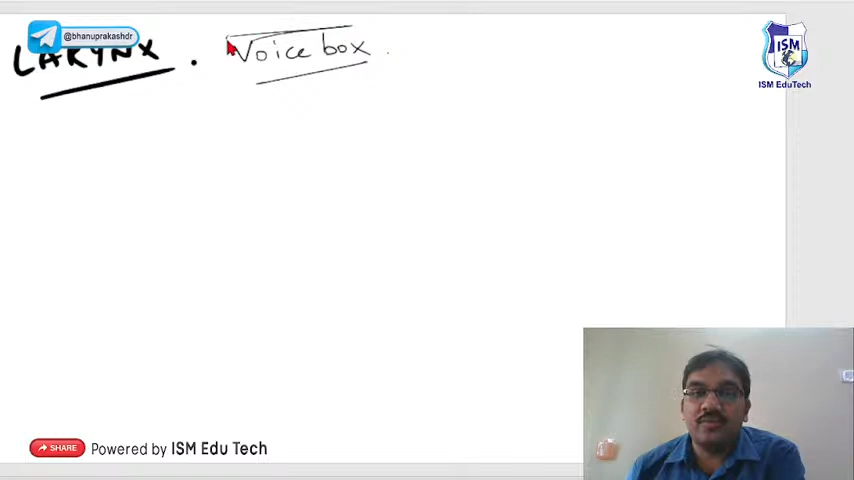 @bhanuprakashdr
LARYNX . Voice box .
ISM
ISM EduTech
SHARE Powered by ISM Edu Tech